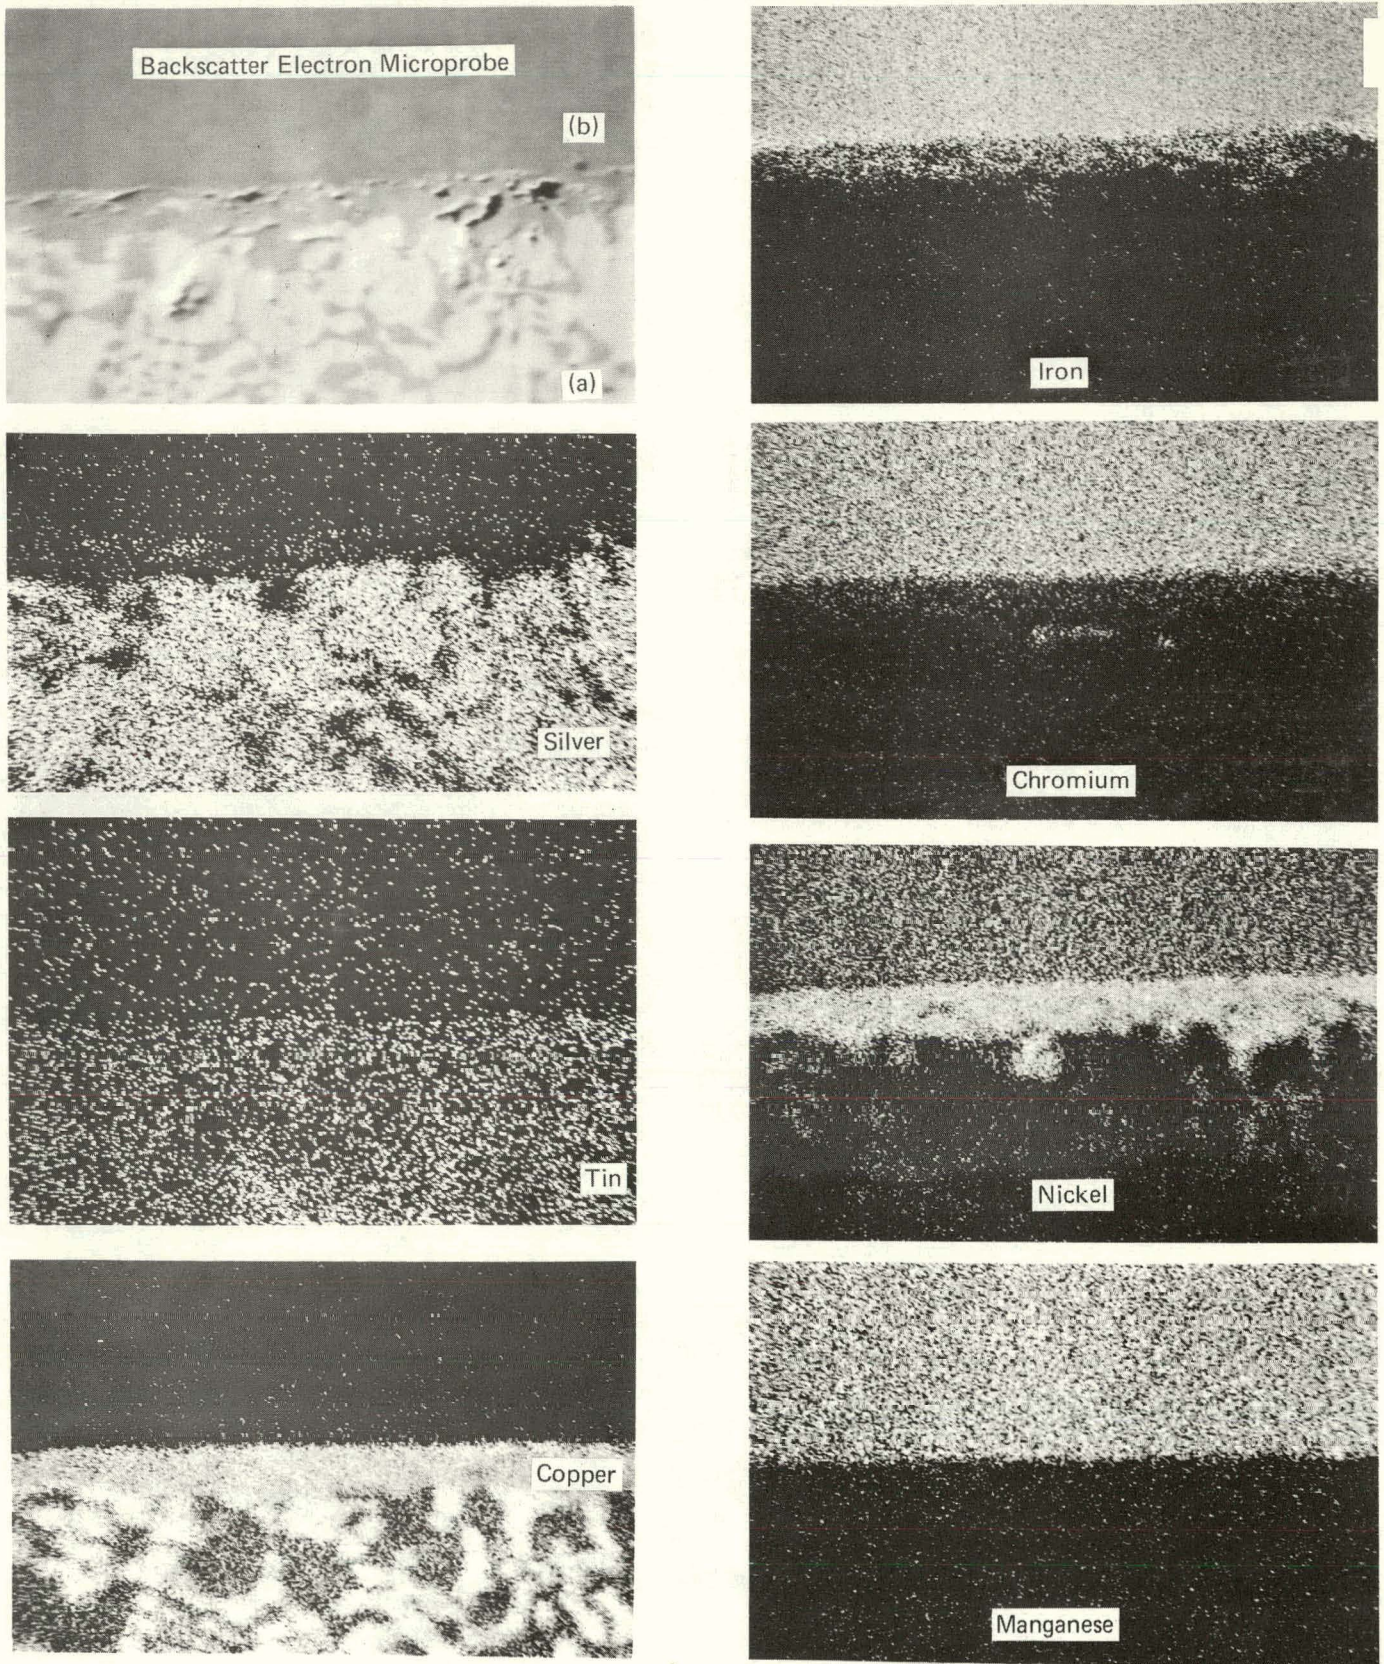 Backscatter Electron Microprobe
(b)
(a)
Iron
Silver
Chromium
Tin
Nickel
Copper
Manganese